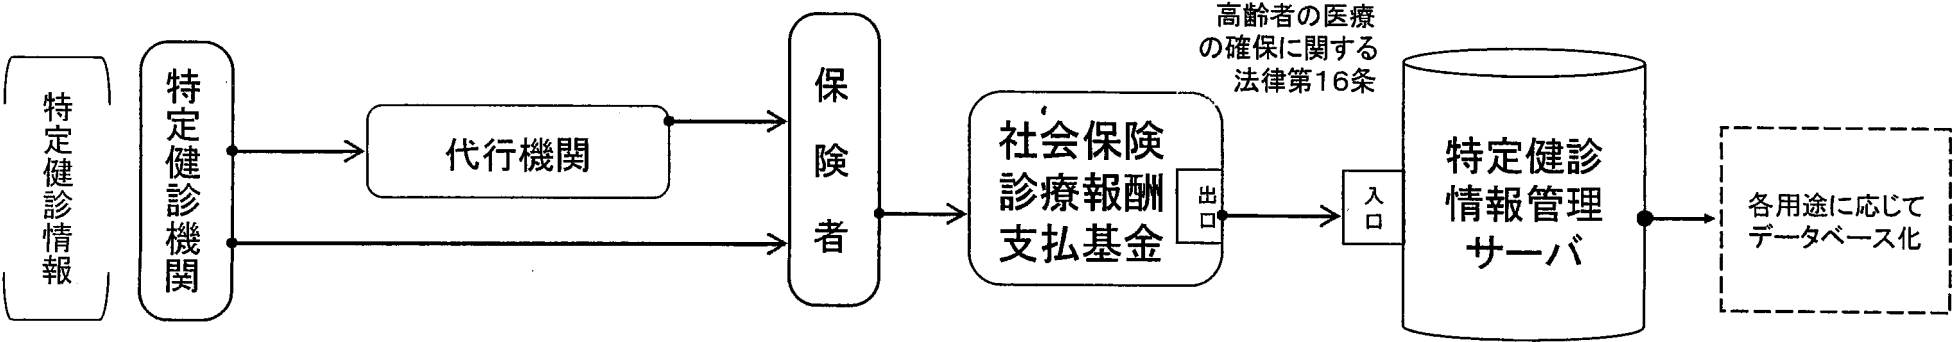 特定健診情報
特定健診機関
代行機関
保険者
社会保険
診療報酬
支払基金
出口
高齢者の医療
の確保に関する
法律第16条
入口
特定健診
情報管理
サーバ
各用途に応じて
データベース化